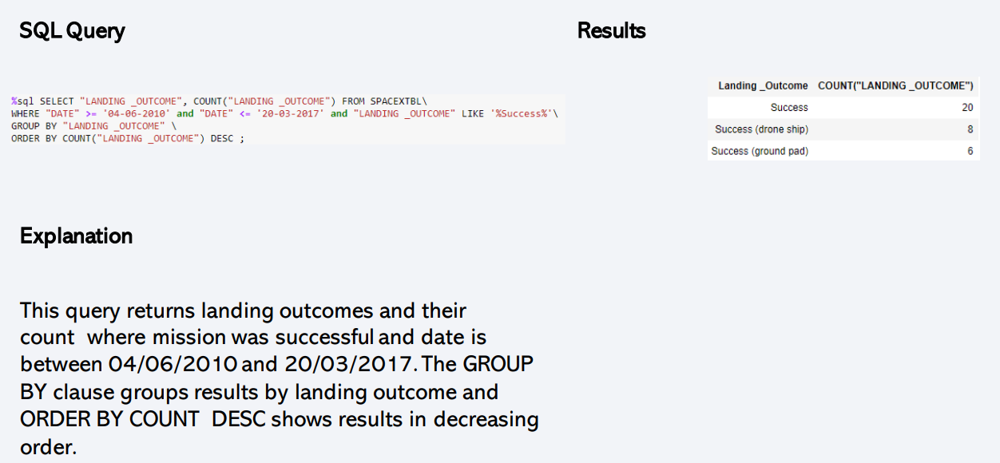 SQL Query
%sql SELECT "LANDING _OUTCOME", COUNT("LANDING _OUTCOME") FROM SPACEXTBL\
WHERE "DATE" >= '04-06-2010' and "DATE" <= '20-03-2017' and "LANDING _OUTCOME" LIKE '%Success%'\
GROUP BY "LANDING _OUTCOME" \
ORDER BY COUNT("LANDING _OUTCOME") DESC ;
Results
Landing _Outcome COUNT("LANDING _OUTCOME")
Success 20
Success (drone ship) 8
Success (ground pad) 6
Explanation
This query returns landing outcomes and their
count where mission was successful and date is
between 04/06/2010 and 20/03/2017. The GROUP
BY clause groups results by landing outcome and
ORDER BY COUNT DESC shows results in decreasing
order.